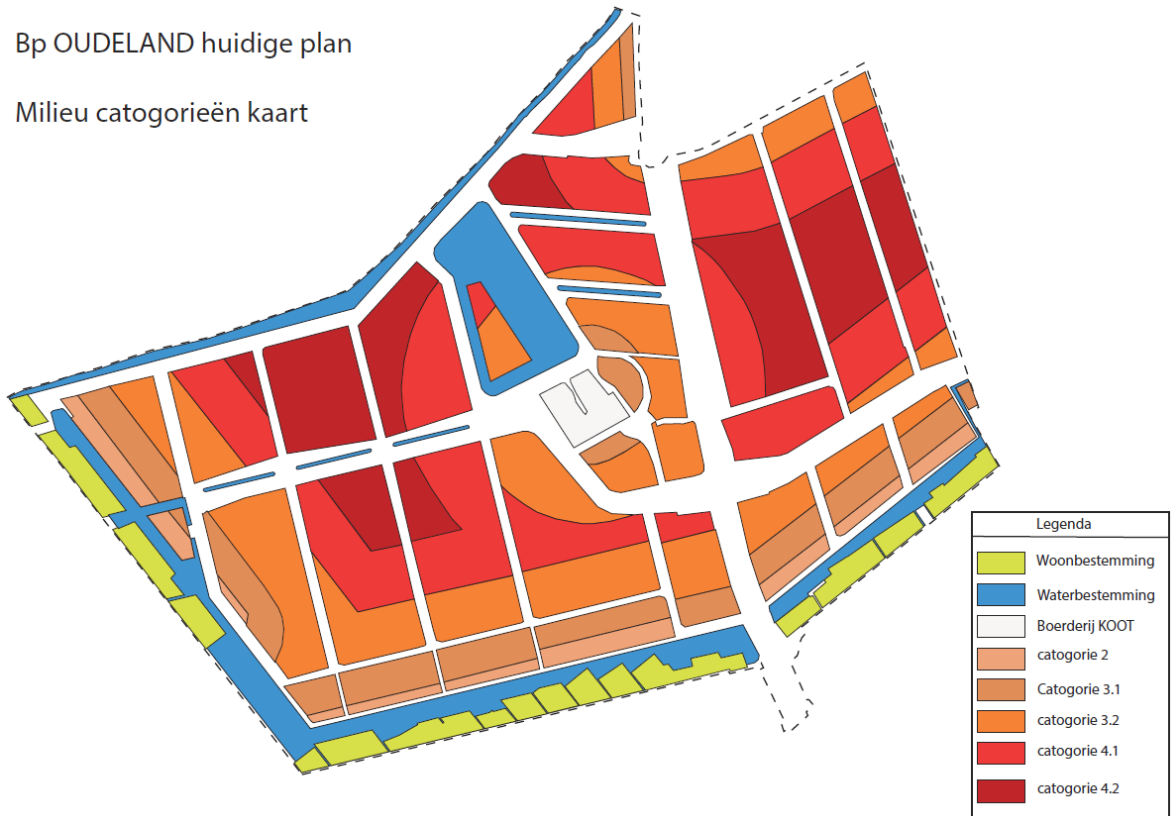 Bp OUDELAND huidige plan
Milieu catogorieën kaart
Legenda
Woonbestemming
Waterbestemming
Boerderij KOOT
catogorie 2
Catogorie 3.1
catogorie 3.2
catogorie 4.1
catogorie 4.2